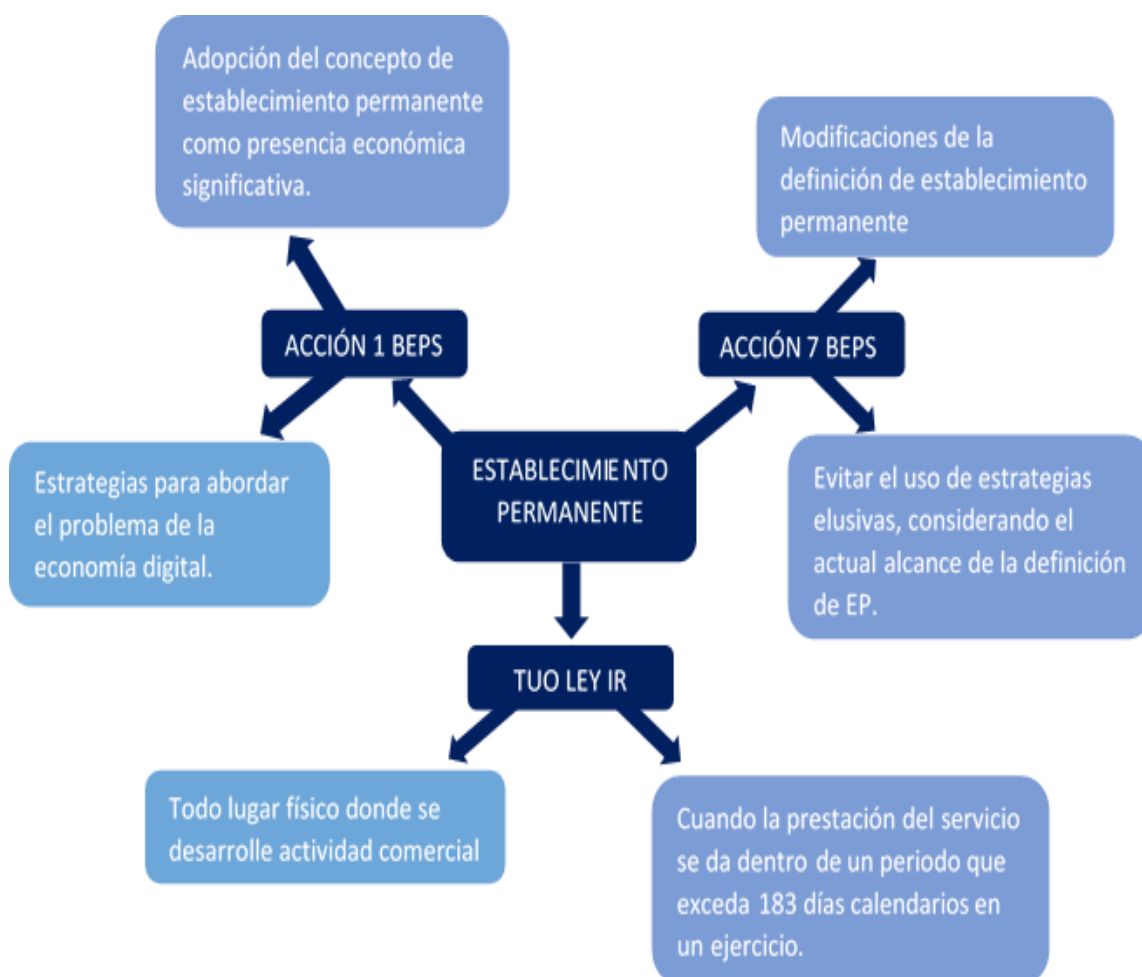 Adopción del concepto de
establecimiento permanente
como presencia económica
significativa.
Modificaciones de la
definición de establecimiento
permanente
ACCIÓN 1 BEPS
ACCIÓN 7 BEPS
Estrategias para abordar
el problema de la
economía digital.
ESTABLECIMIENTO
PERMANENTE
Evitar el uso de estrategias
elusivas, considerando el
actual alcance de la definición
de EP.
TUO LEY IR
Todo lugar físico donde se
desarrolle actividad comercial
Cuando la prestación del servicio
se da dentro de un periodo que
exceda 183 días calendarios en
un ejercicio.